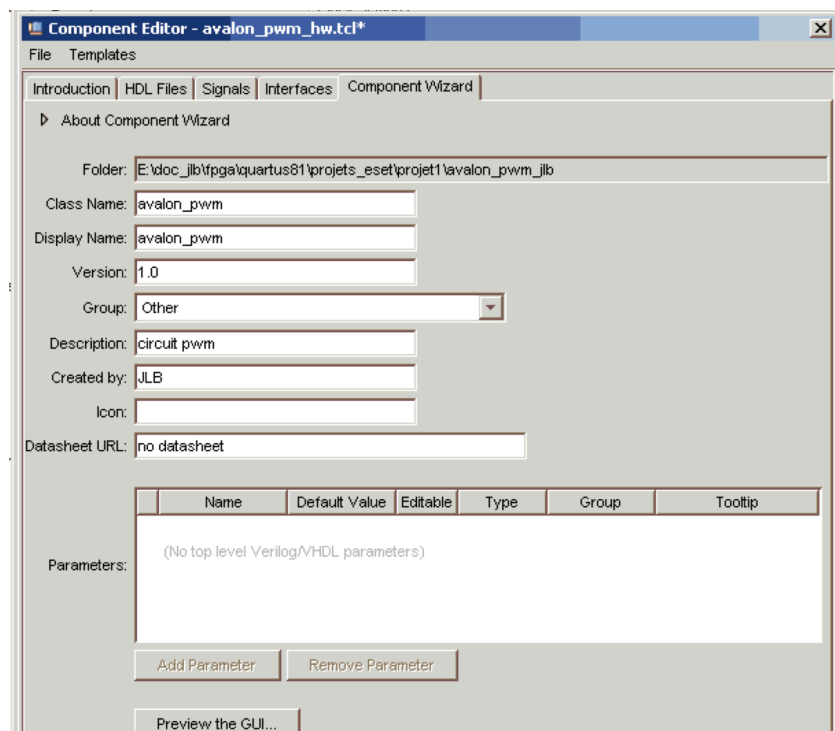 Component Editor - avalon_pwm_hw.tcl*
File Templates
Introduction HDL Files Signals Interfaces Component Wizard
About Component Wizard
Folder: E:\doc_jlb\fpga\quartus81\projets_eset\projet1\avalon_pwm_jlb
Class Name: avalon_pwm
Display Name: avalon_pwm
Version: 1.0
Group: Other
Description: circuit pwm
Created by: JLB
Icon:
Datasheet URL: no datasheet
Name Default Value Editable Type Group Tooltip
(No top level Verilog/VHDL parameters)
Parameters:
Add Parameter Remove Parameter
Preview the GUI...